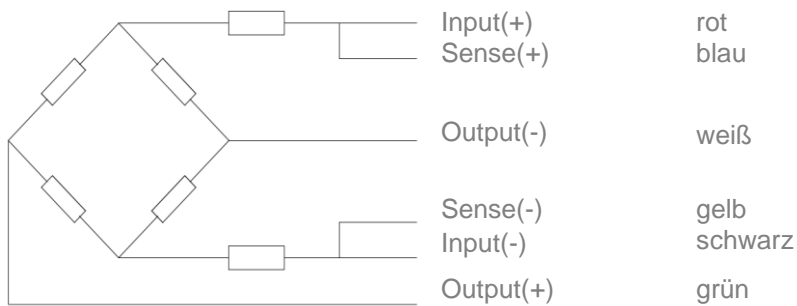 Input(+) rot
Sense(+) blau
Output(-) weiß
Sense(-) gelb
Input(-) schwarz
Output(+) grün